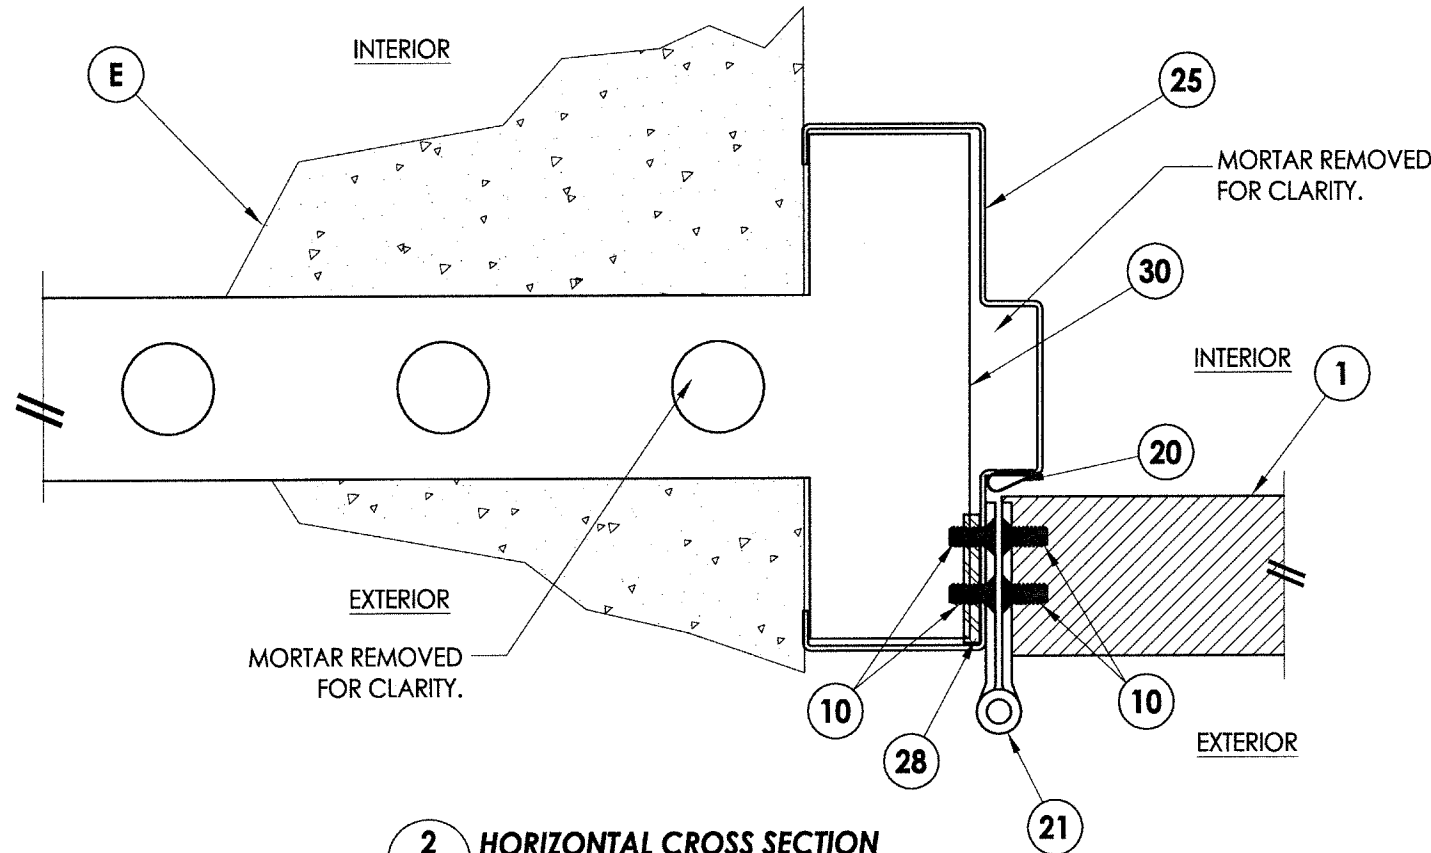 INTERIOR
E
25
MORTAR REMOVED
FOR CLARITY.
30
INTERIOR
1
20
EXTERIOR
MORTAR REMOVED
FOR CLARITY.
10
10
28
EXTERIOR
21
2 HORIZONTAL CROSS SECTION